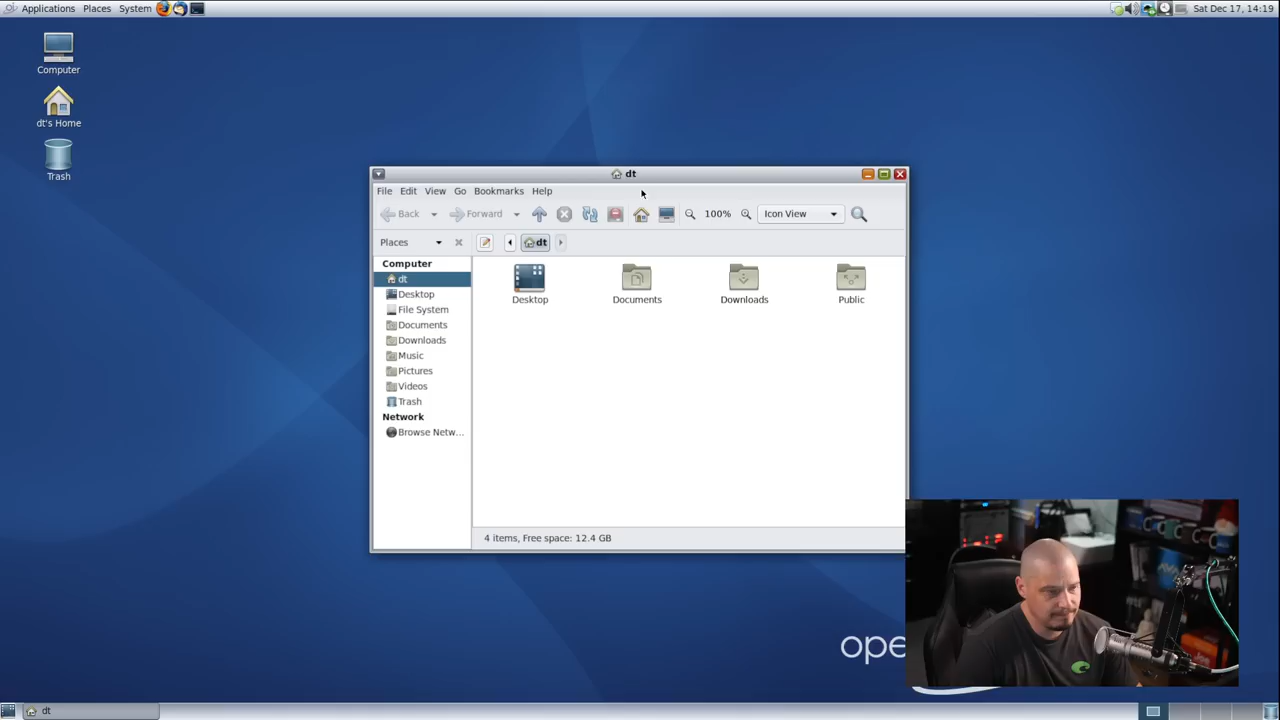 Applications Places System Sat Dec 17, 14:19
Computer
dt's Home
Trash
dt
File Edit View Go Bookmarks Help
Back Forward 100% Icon View
Places dt
Computer
dt
Desktop
File System
Documents
Downloads
Music
Pictures
Videos
Trash
Network
Browse Netw...
Desktop Documents Downloads Public
4 items, Free space: 12.4 GB
ope
dt